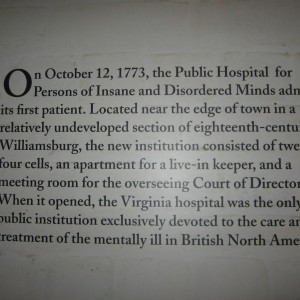 On October 12, 1773, the Public Hospital for
Persons of Insane and Disordered Minds adm
its first patient. Located near the edge of town in a
relatively undeveloped section of eighteenth-centu
Williamsburg, the new institution consisted of twe
four cells, an apartment for a live-in keeper, and a
meeting room for the overseeing Court of Director
When it opened, the Virginia hospital was the only
public institution exclusively devoted to the care an
treatment of the mentally ill in British North Ame